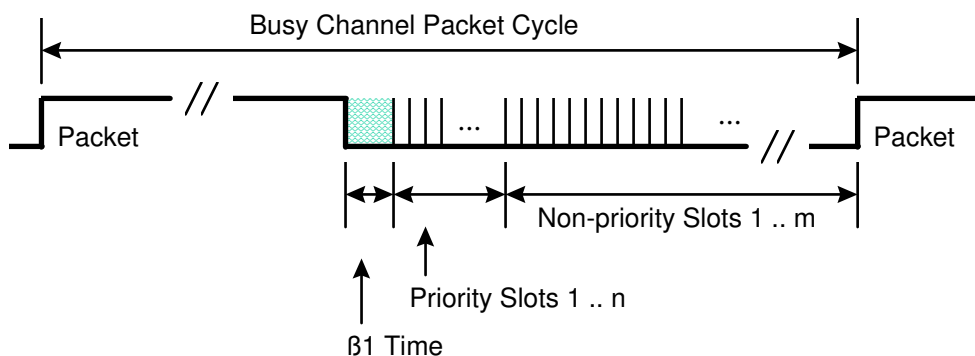 Busy Channel Packet Cycle
Packet
...
...
Packet
Non-priority Slots 1 .. m
Priority Slots 1 .. n
ß1 Time